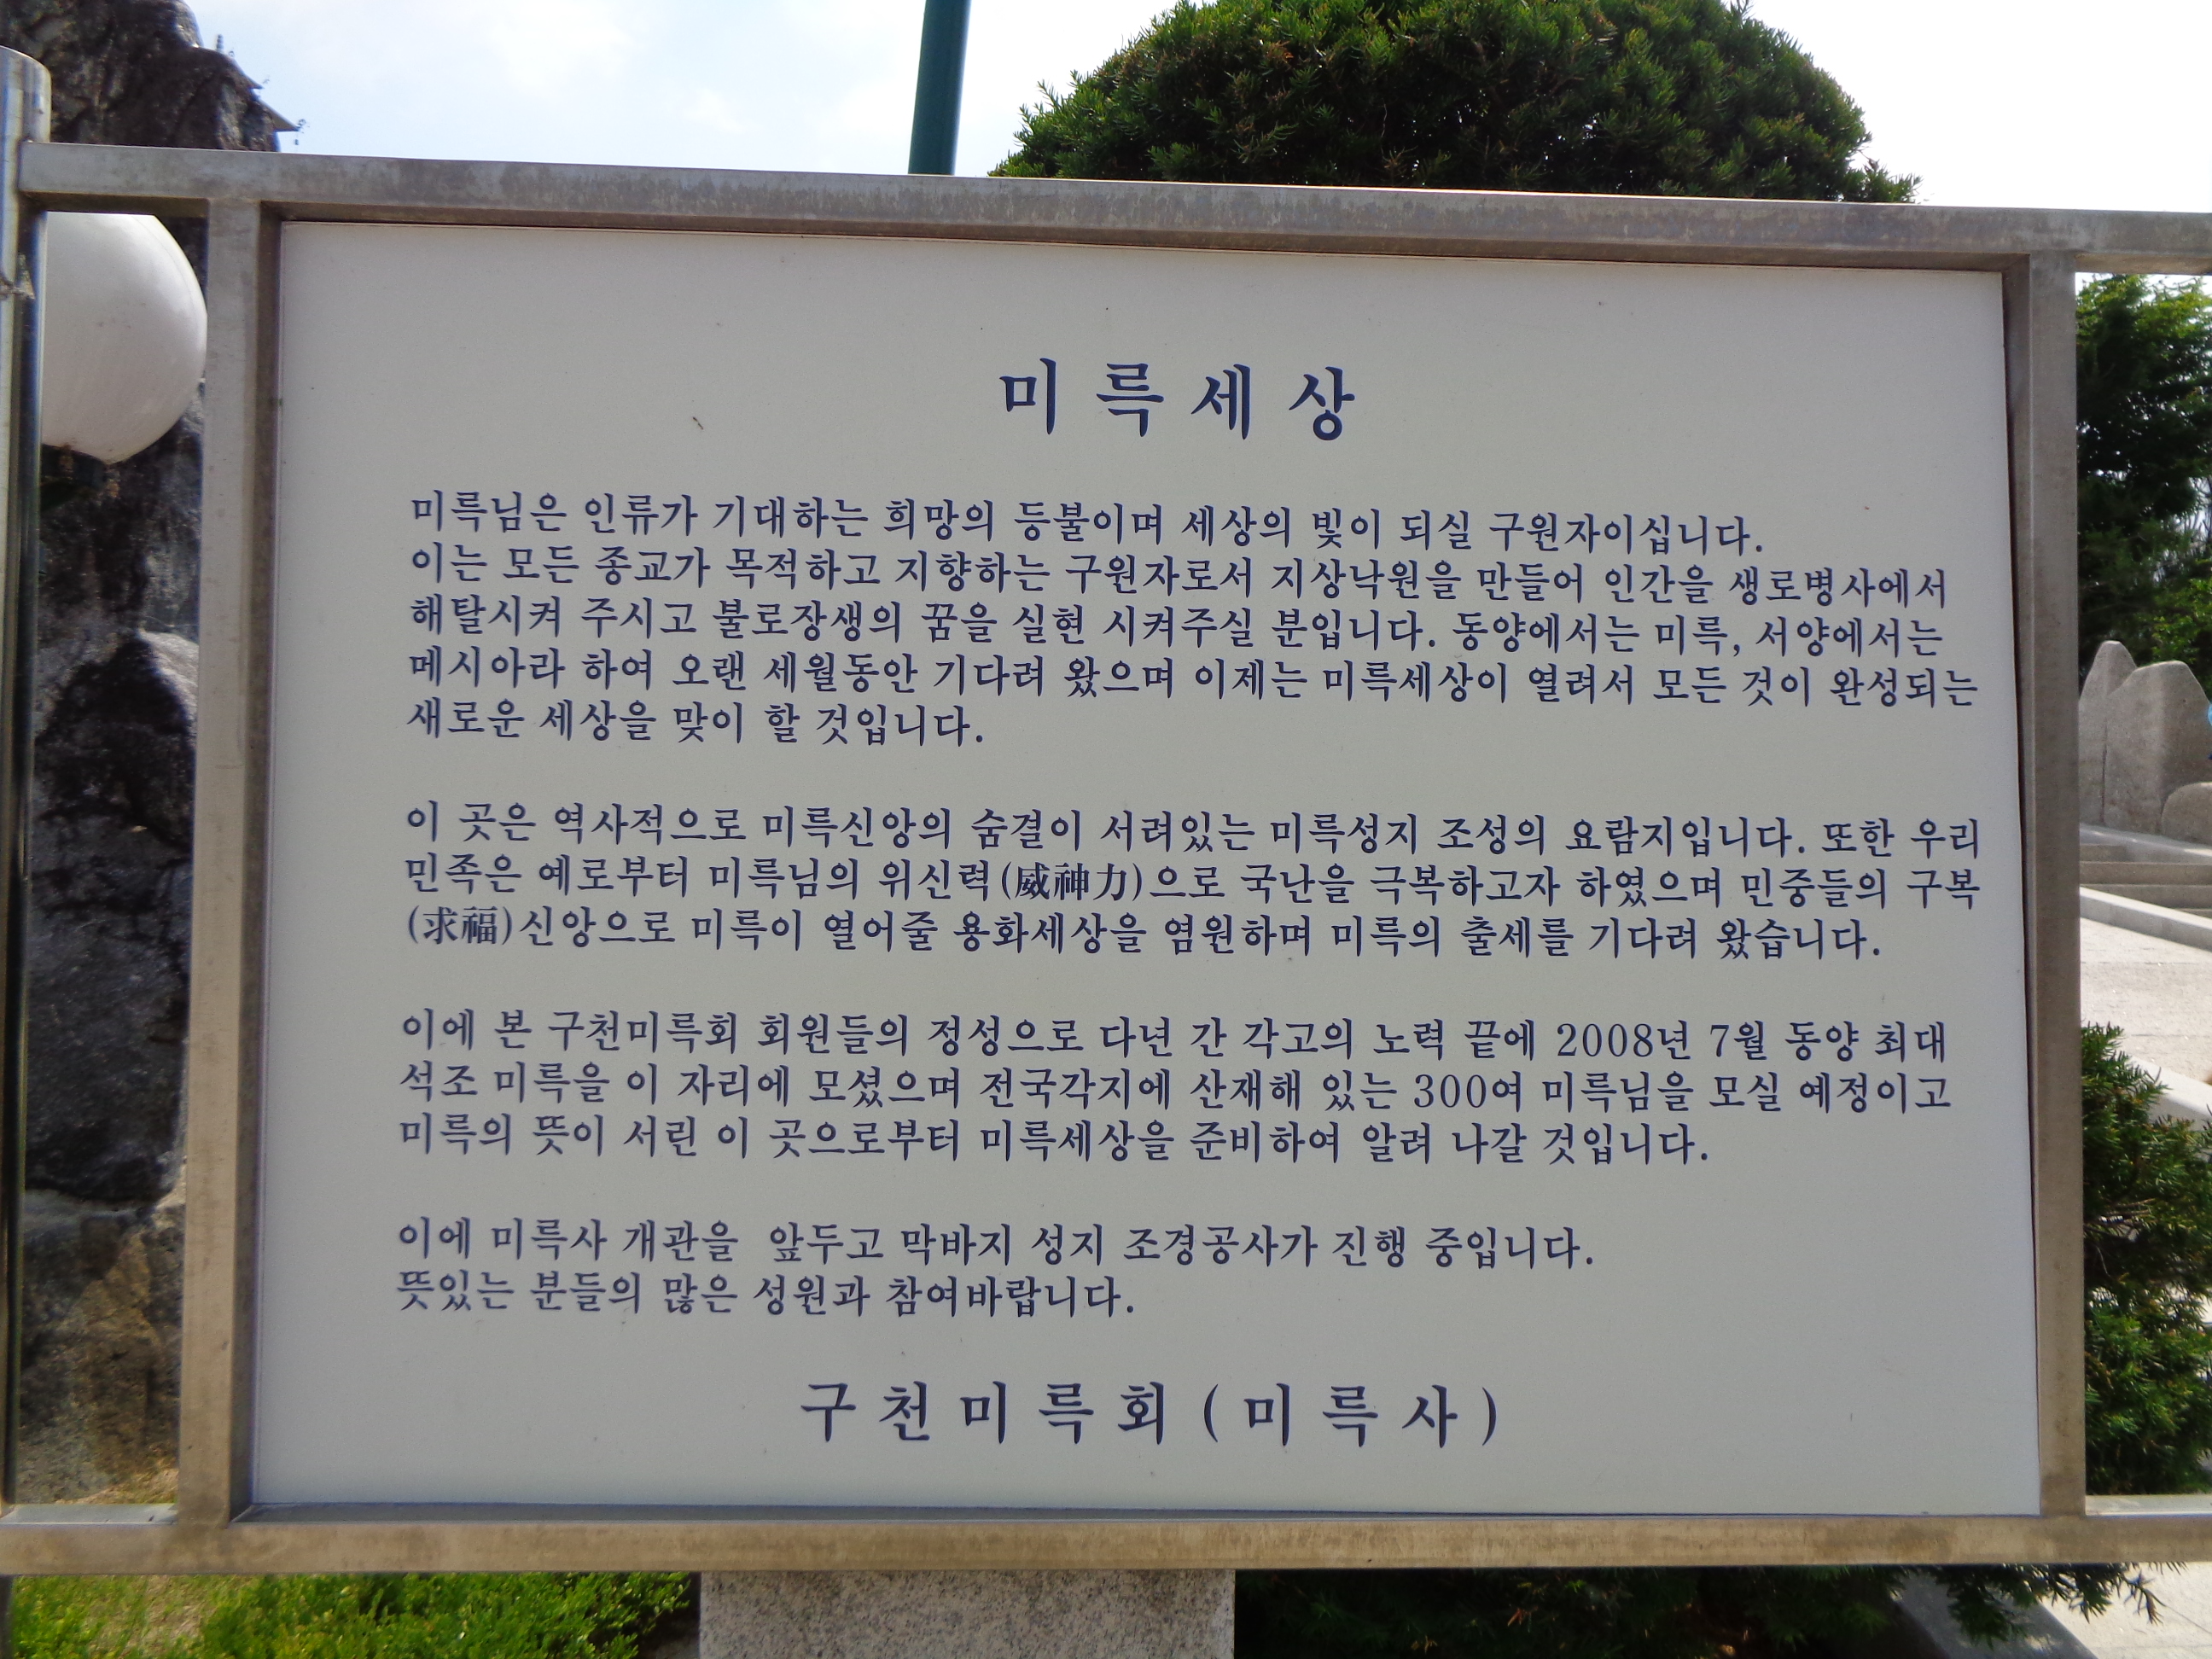 미륵세상
미륵님은 인류가 기대하는 희망의 등불이며 세상의 빛이 되실 구원자이십니다.
이는 모든 종교가 목적하고 지향하는 구원자로서 지상낙원을 만들어 인간을 생로병사에서
해탈시켜 주시고 불로장생의 꿈을 실현 시켜주실 분입니다. 동양에서는 미륵, 서양에서는
메시아라 하여 오랜 세월동안 기다려 왔으며 이제는 미륵세상이 열려서 모든 것이 완성되는
새로운 세상을 맞이 할 것입니다.
이 곳은 역사적으로 미륵신앙의 숨결이 서려있는 미륵성지 조성의 요람지입니다. 또한 우리
민족은 예로부터 미륵님의 위신력(威神力)으로 국난을 극복하고자 하였으며 민중들의 구복
(求福)신앙으로 미륵이 열어줄 용화세상을 염원하며 미륵의 출세를 기다려 왔습니다.
이에 본 구천미륵회 회원들의 정성으로 다년 간 각고의 노력 끝에 2008년 7월 동양 최대
석조 미륵을 이 자리에 모셨으며 전국각지에 산재해 있는 300여 미륵님을 모실 예정이고
미륵의 뜻이 서린 이 곳으로부터 미륵세상을 준비하여 알려 나갈 것입니다.
이에 미륵사 개관을 앞두고 막바지 성지 조경공사가 진행 중입니다.
뜻있는 분들의 많은 성원과 참여바랍니다.
구천미륵회(미륵사)